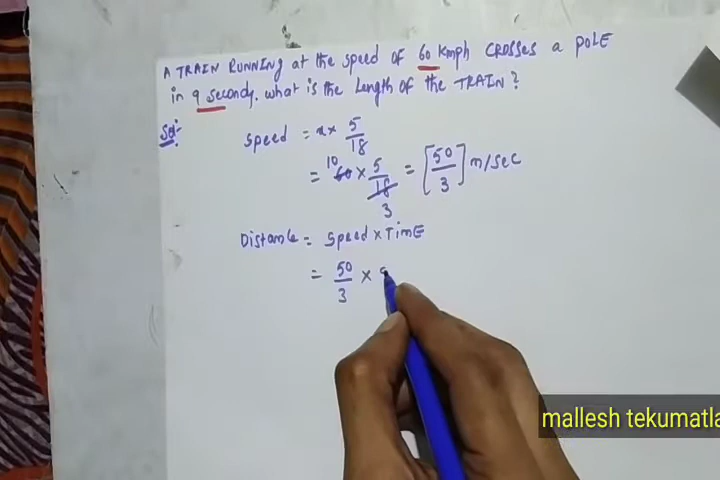 A TRAIN RUNNING at the speed of 60 Kmph CROSSES a POLE
in 9 seconds. what is the Length of the TRAIN?
Sol:-
speed = x × 5/18
= 10 60 × 5/18 3 = [50/3] m/sec
Distance = speed × TimE
= 50/3 ×
mallesh tekumatla